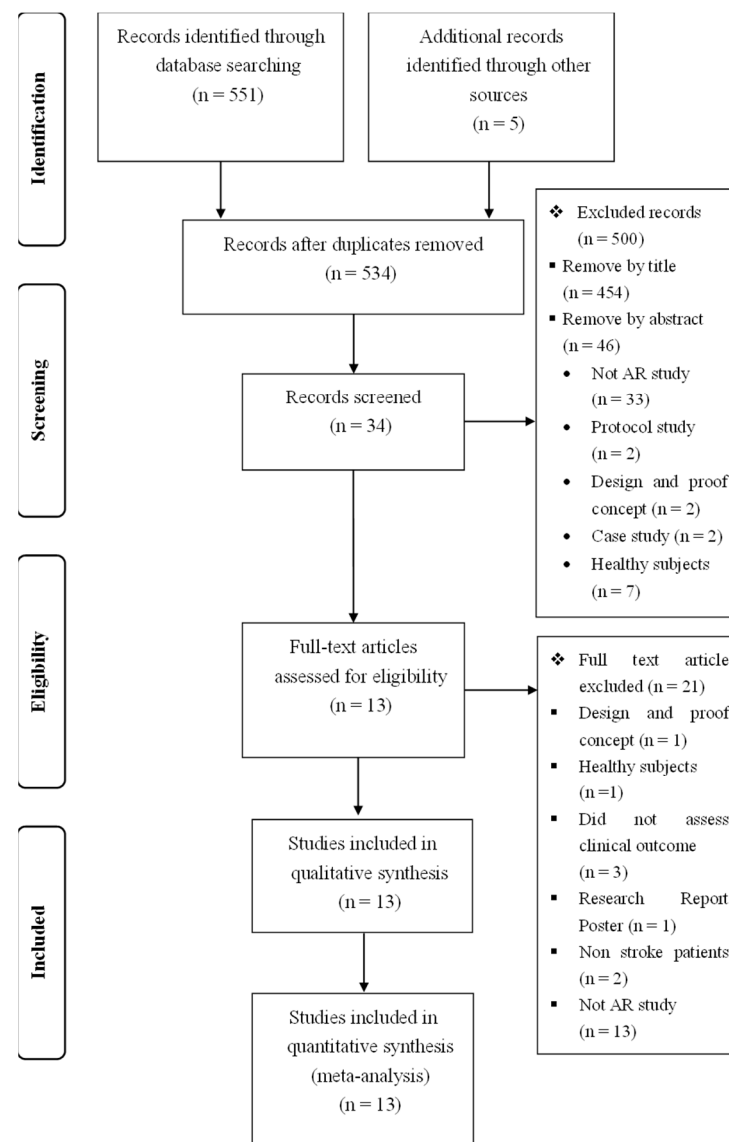 Identification
Records identified through
database searching
(n = 551)
Additional records
identified through other
sources
(n = 5)
Records after duplicates removed
(n = 534)
❖ Excluded records
(n = 500)
▪ Remove by title
(n = 454)
▪ Remove by abstract
(n = 46)
• Not AR study
(n = 33)
• Protocol study
(n = 2)
• Design and proof
concept (n = 2)
• Case study (n = 2)
• Healthy subjects
(n = 7)
Screening
Records screened
(n = 34)
Eligibility
Full-text articles
assessed for eligibility
(n = 13)
❖ Full text article
excluded (n = 21)
▪ Design and proof
concept (n = 1)
▪ Healthy subjects
(n =1)
▪ Did not assess
clinical outcome
(n = 3)
▪ Research Report
Poster (n = 1)
▪ Non stroke patients
(n = 2)
▪ Not AR study
(n = 13)
Included
Studies included in
qualitative synthesis
(n = 13)
Studies included in
quantitative synthesis
(meta-analysis)
(n = 13)